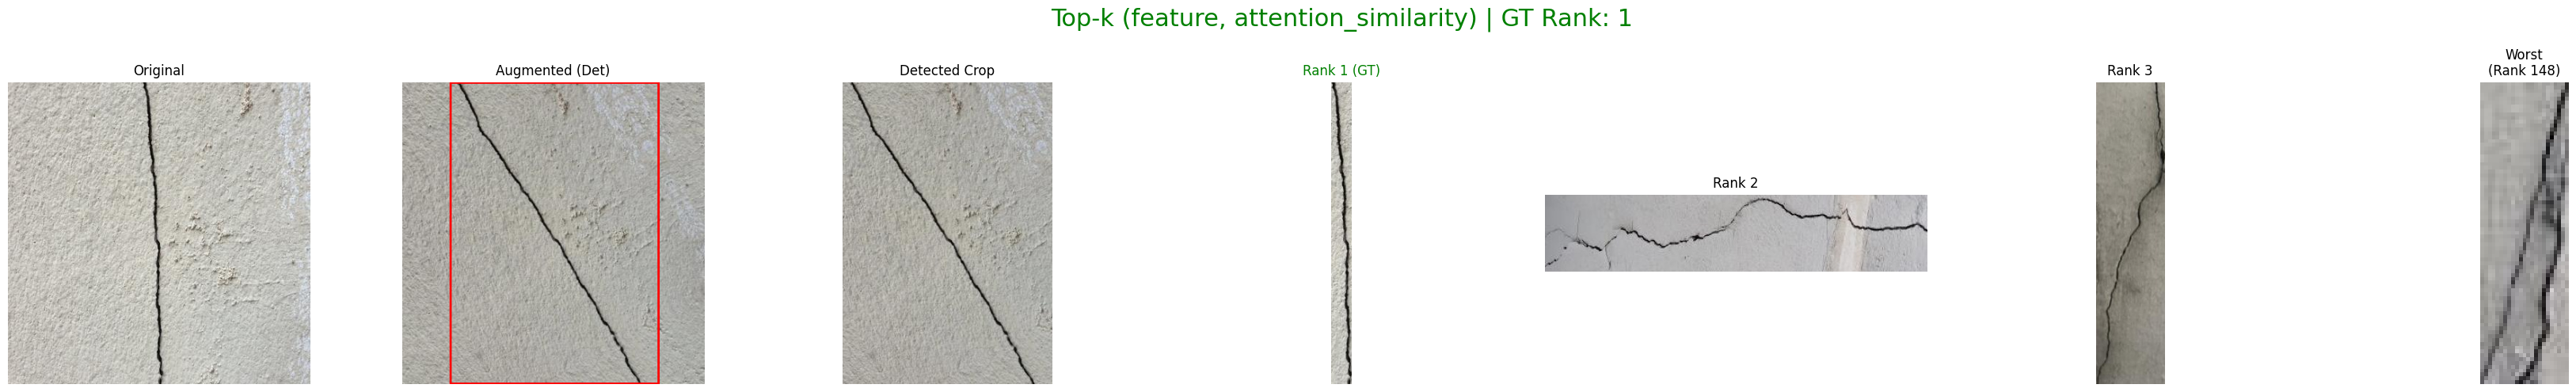 Top-k (feature, attention_similarity) | GT Rank: 1
Original
Augmented (Det)
Detected Crop
Rank 1 (GT)
Rank 2
Rank 3
Worst
(Rank 148)